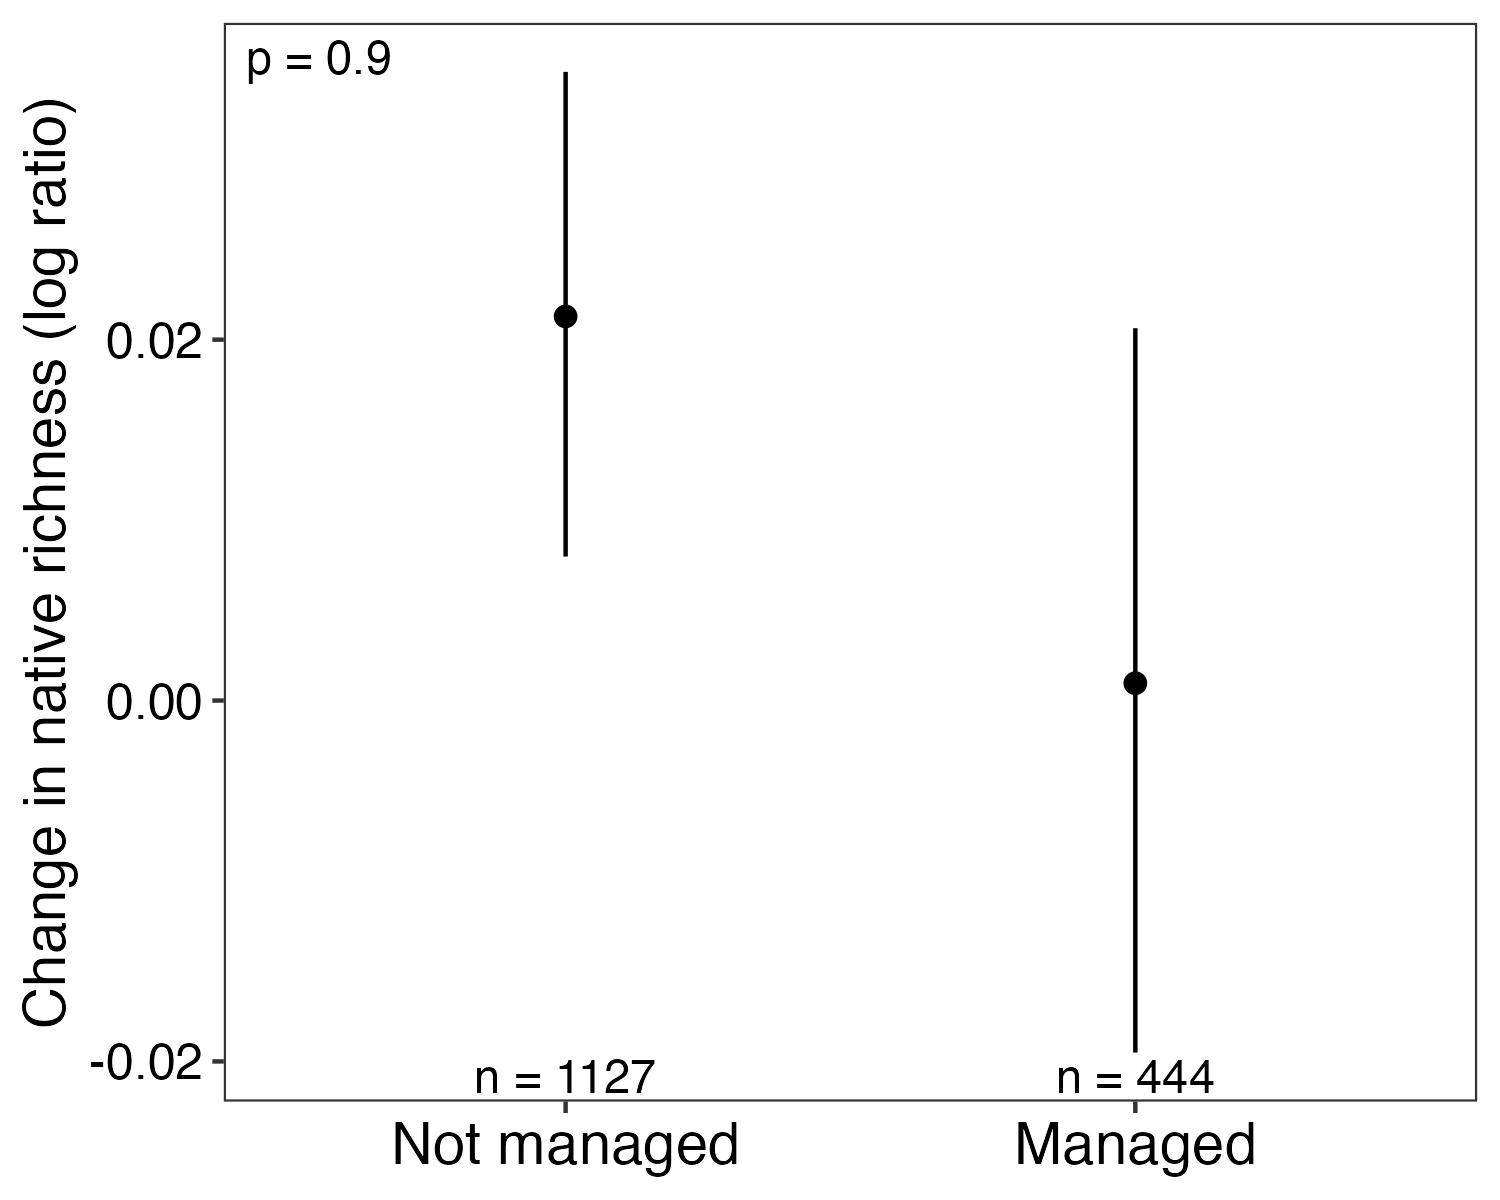 p = 0.9
Change in native richness (log ratio)
0.02
0.00
-0.02
n = 1127
n = 444
Not managed
Managed